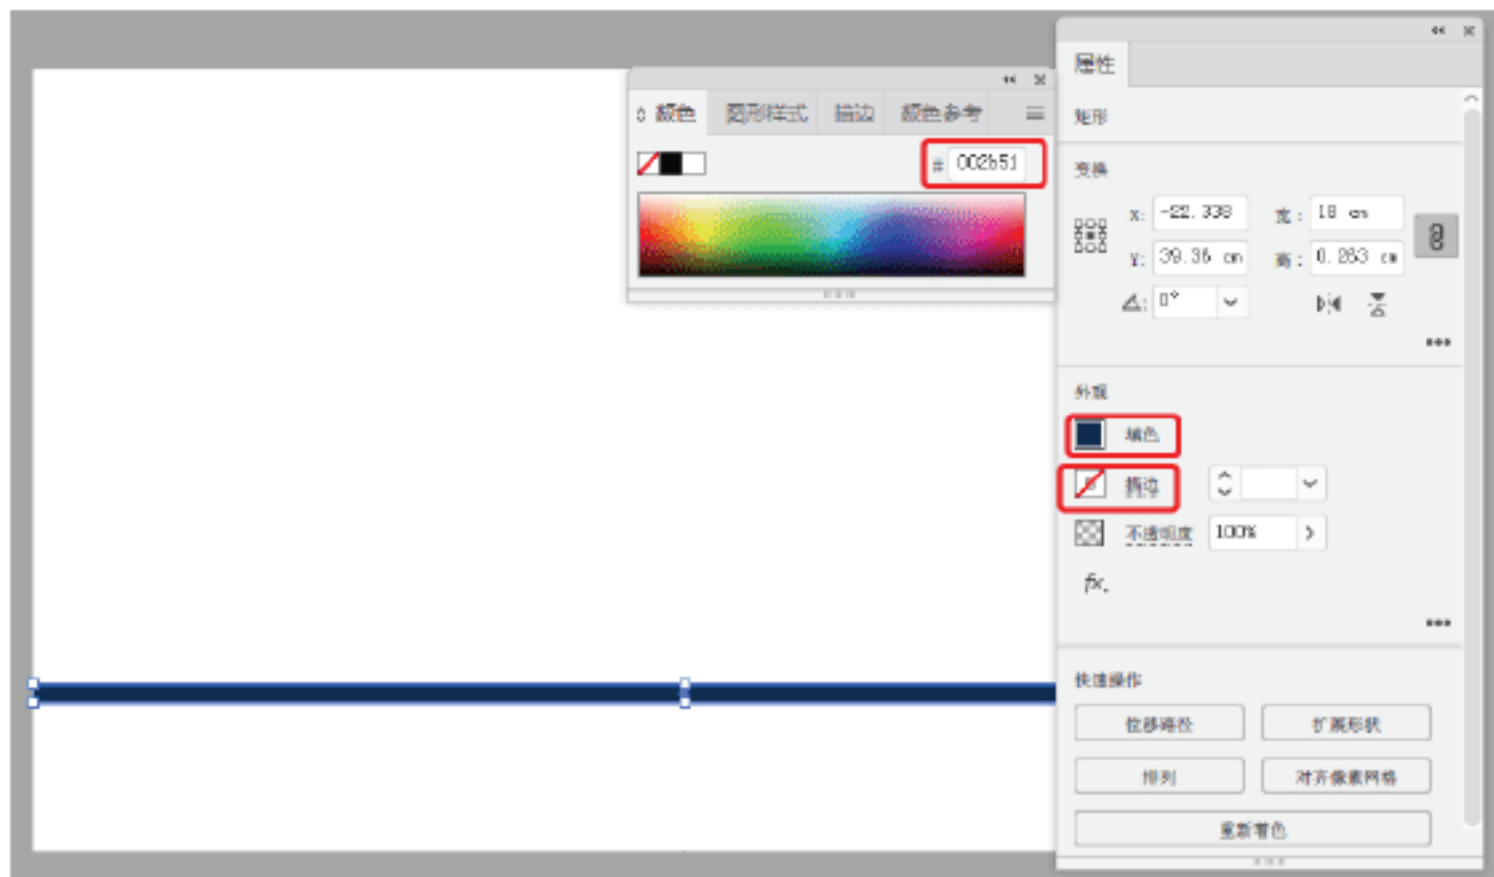 属性
颜色 图形样式 描边 颜色参考
# 002b51
矩形
变换
X: -22.338 宽: 18 cm
Y: 39.36 cm 高: 0.263 cm
0°
外观
填色
描边
不透明度 100%
fx.
快速操作
位移路径 扩展形状
排列 对齐像素网格
重新着色